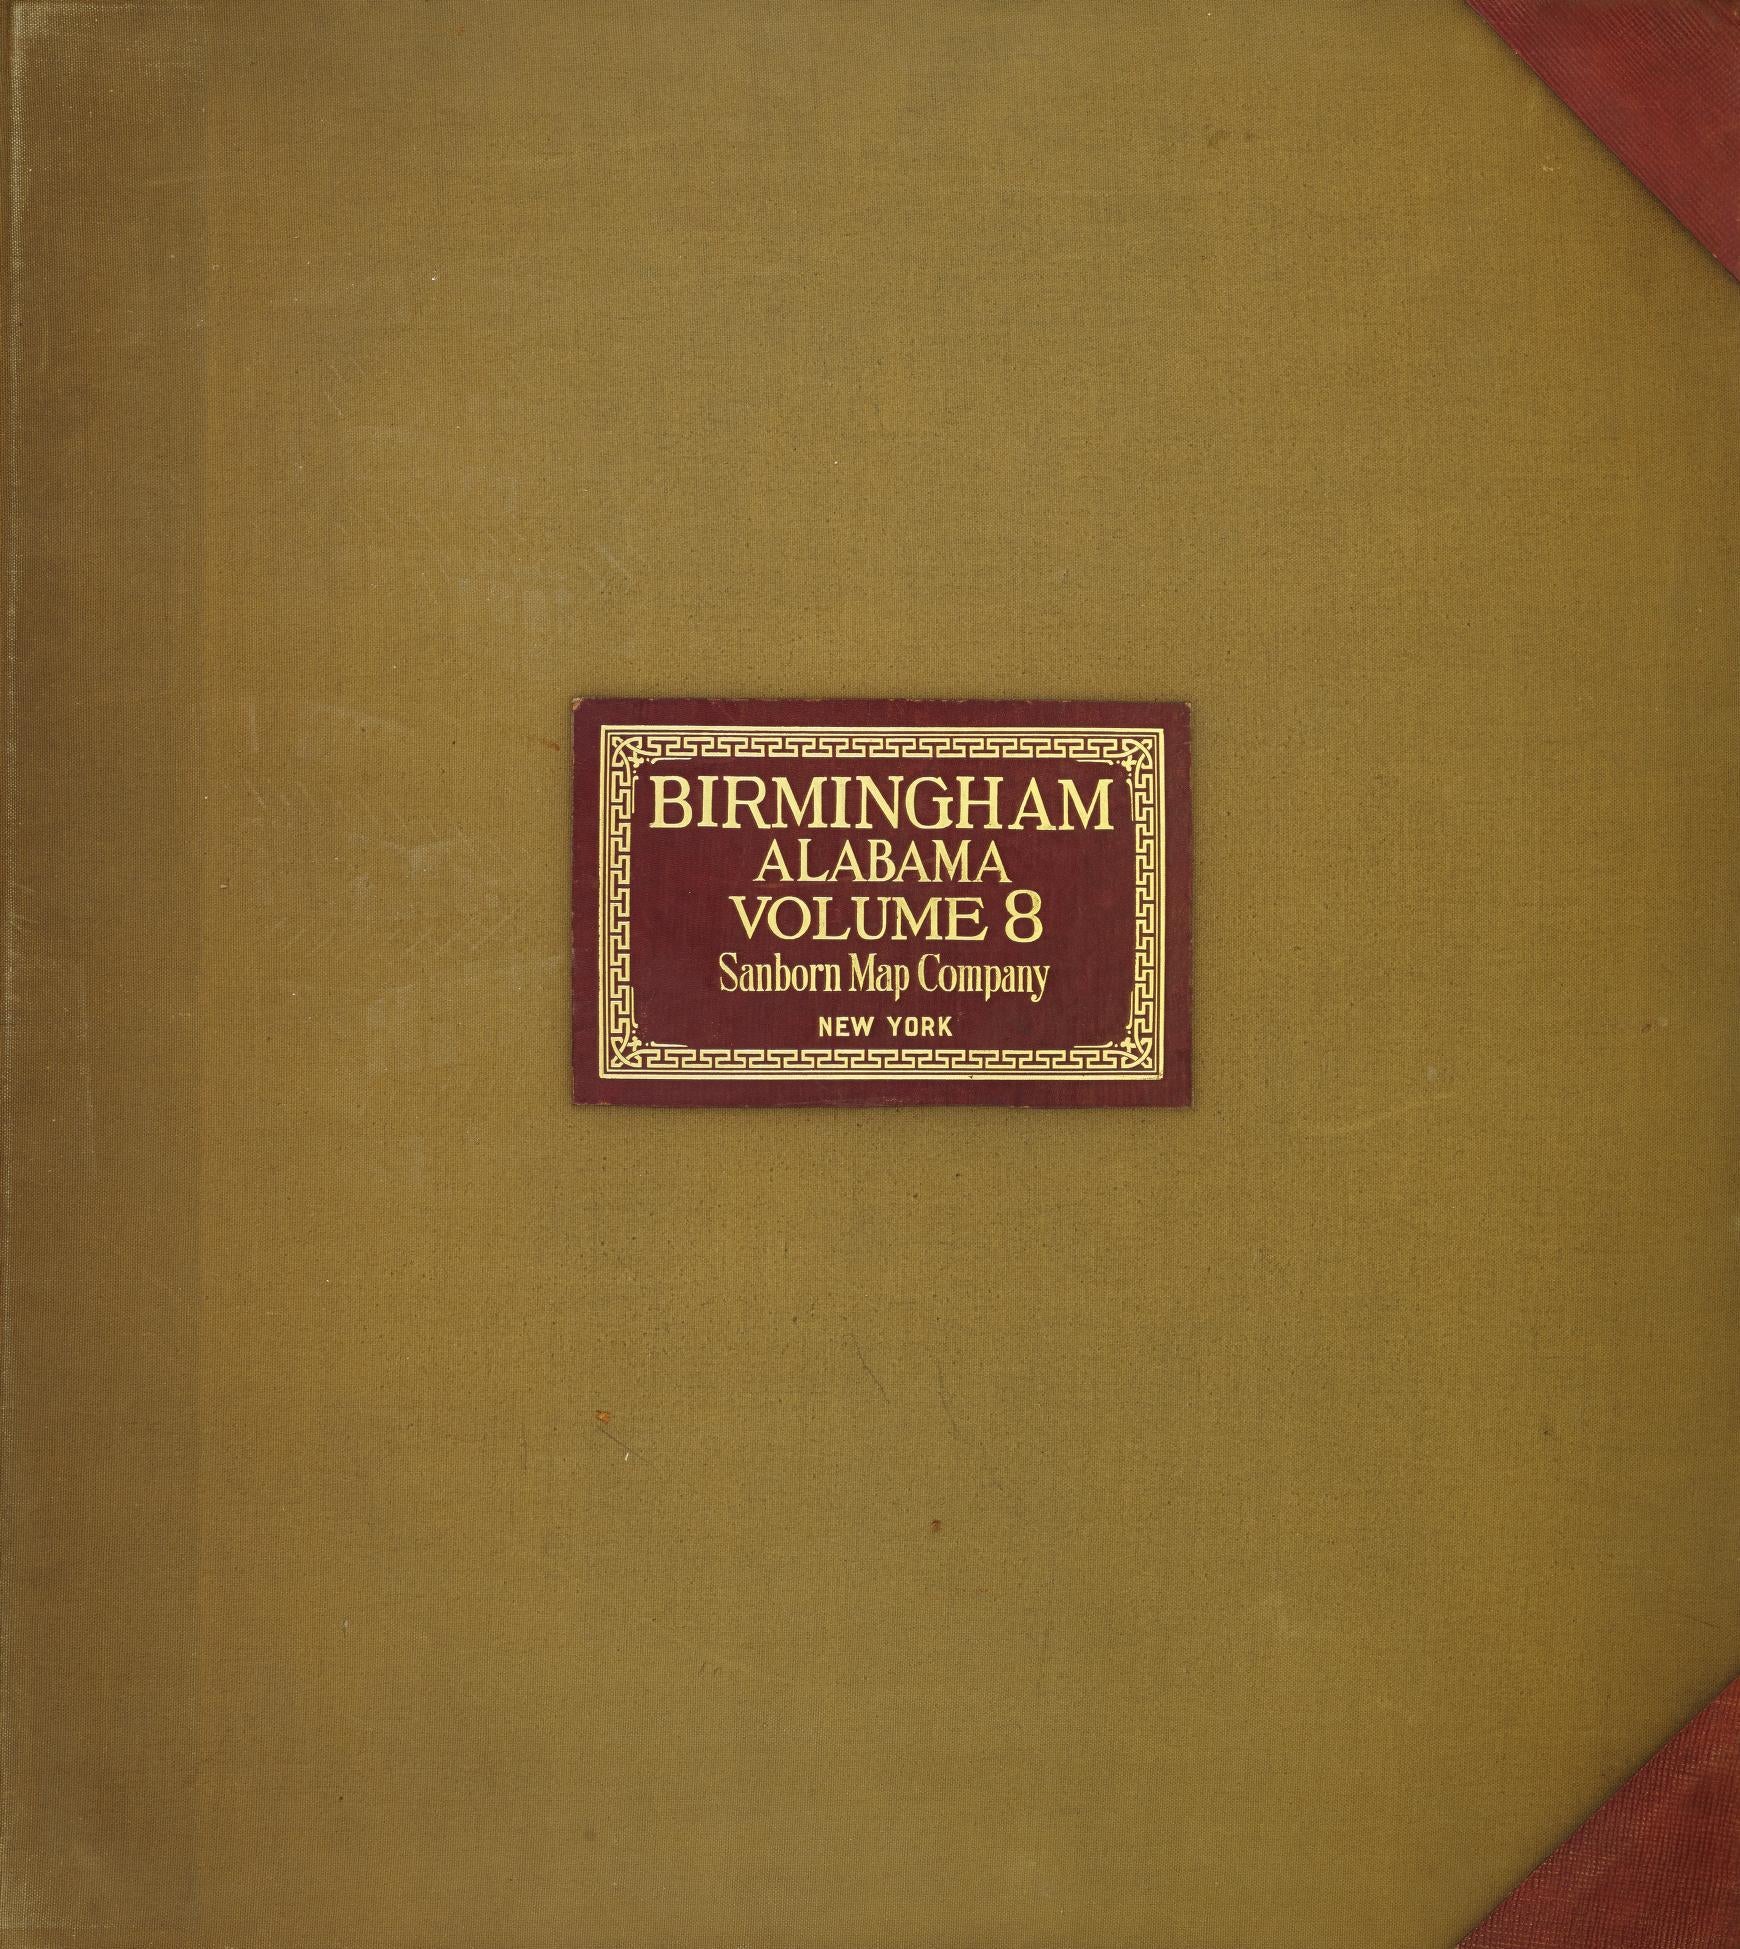 BIRMINGHAM
ALABAMA
VOLUME 8
Sanborn Map Company
NEW YORK